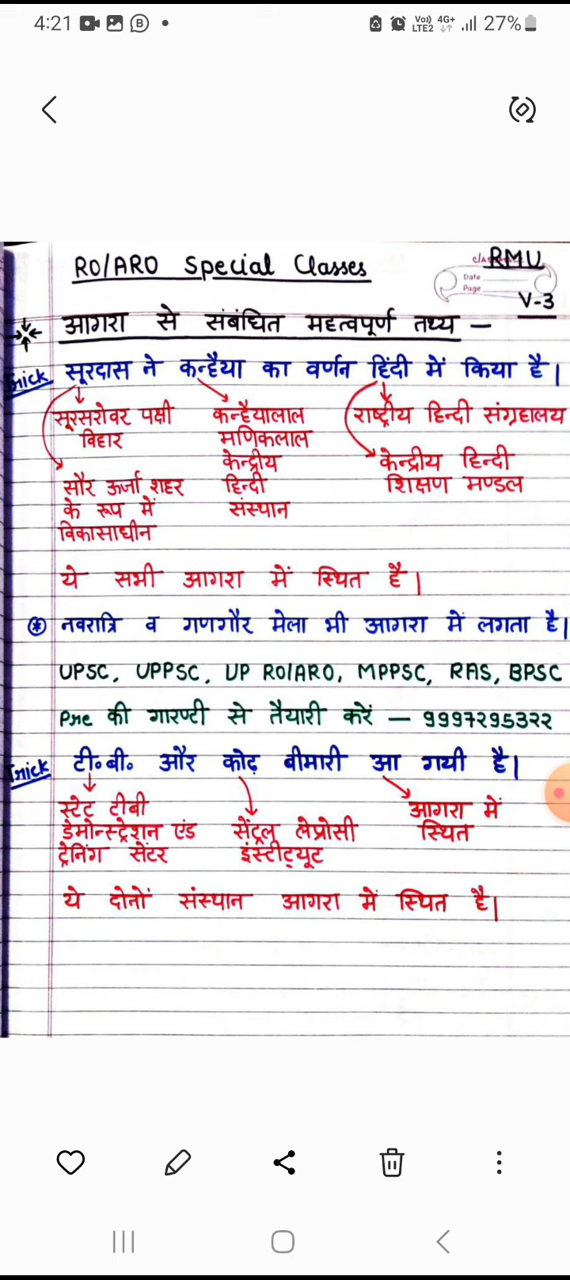 4:21
Vo)) 4G+ LTE2 27%
RO/ARO Special Classes
RMU
Date
Page
V-3
आगरा से संबंधित महत्वपूर्ण तथ्य —
Trick सूरदास ने कन्हैया का वर्णन हिंदी में किया है।
सूरसरोवर पक्षी विहार
सौर ऊर्जा शहर के रूप में विकासाधीन
कन्हैयालाल मणिकलाल केन्द्रीय हिन्दी संस्थान
राष्ट्रीय हिन्दी संग्रहालय
केन्द्रीय हिन्दी शिक्षण मण्डल
ये सभी आगरा में स्थित है।
* नवरात्रि व गणगौर मेला भी आगरा में लगता है।
UPSC, UPPSC, UP RO/ARO, MPPSC, RAS, BPSC
Pre की गारण्टी से तैयारी करें — 9997295322
Trick टी॰बी॰ और कोढ़ बीमारी आ गयी है।
स्टेट टीबी डेमोन्स्ट्रेशन एंड ट्रेनिंग सेंटर
सेंट्रल लेप्रोसी इंस्टीट्यूट
आगरा में स्थित
ये दोनों संस्थान आगरा में स्थित है।